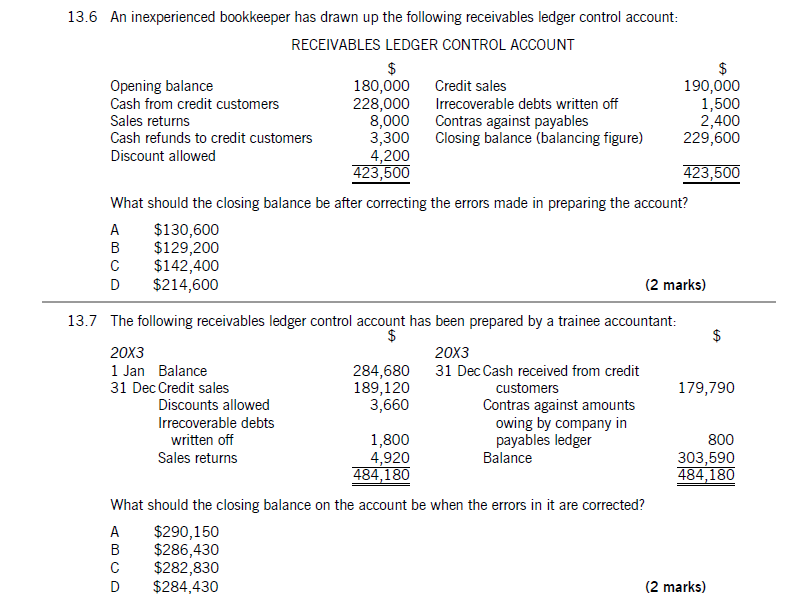 13.6 An inexperienced bookkeeper has drawn up the following receivables ledger control account:
RECEIVABLES LEDGER CONTROL ACCOUNT
$ $
Opening balance 180,000 Credit sales 190,000
Cash from credit customers 228,000 Irrecoverable debts written off 1,500
Sales returns 8,000 Contras against payables 2,400
Cash refunds to credit customers 3,300 Closing balance (balancing figure) 229,600
Discount allowed 4,200
423,500 423,500
What should the closing balance be after correcting the errors made in preparing the account?
A $130,600
B $129,200
C $142,400
D $214,600 (2 marks)
13.7 The following receivables ledger control account has been prepared by a trainee accountant:
$ $
20X3 20X3
1 Jan Balance 284,680 31 Dec Cash received from credit
31 Dec Credit sales 189,120 customers 179,790
Discounts allowed 3,660 Contras against amounts
Irrecoverable debts owing by company in
written off 1,800 payables ledger 800
Sales returns 4,920 Balance 303,590
484,180 484,180
What should the closing balance on the account be when the errors in it are corrected?
A $290,150
B $286,430
C $282,830
D $284,430 (2 marks)